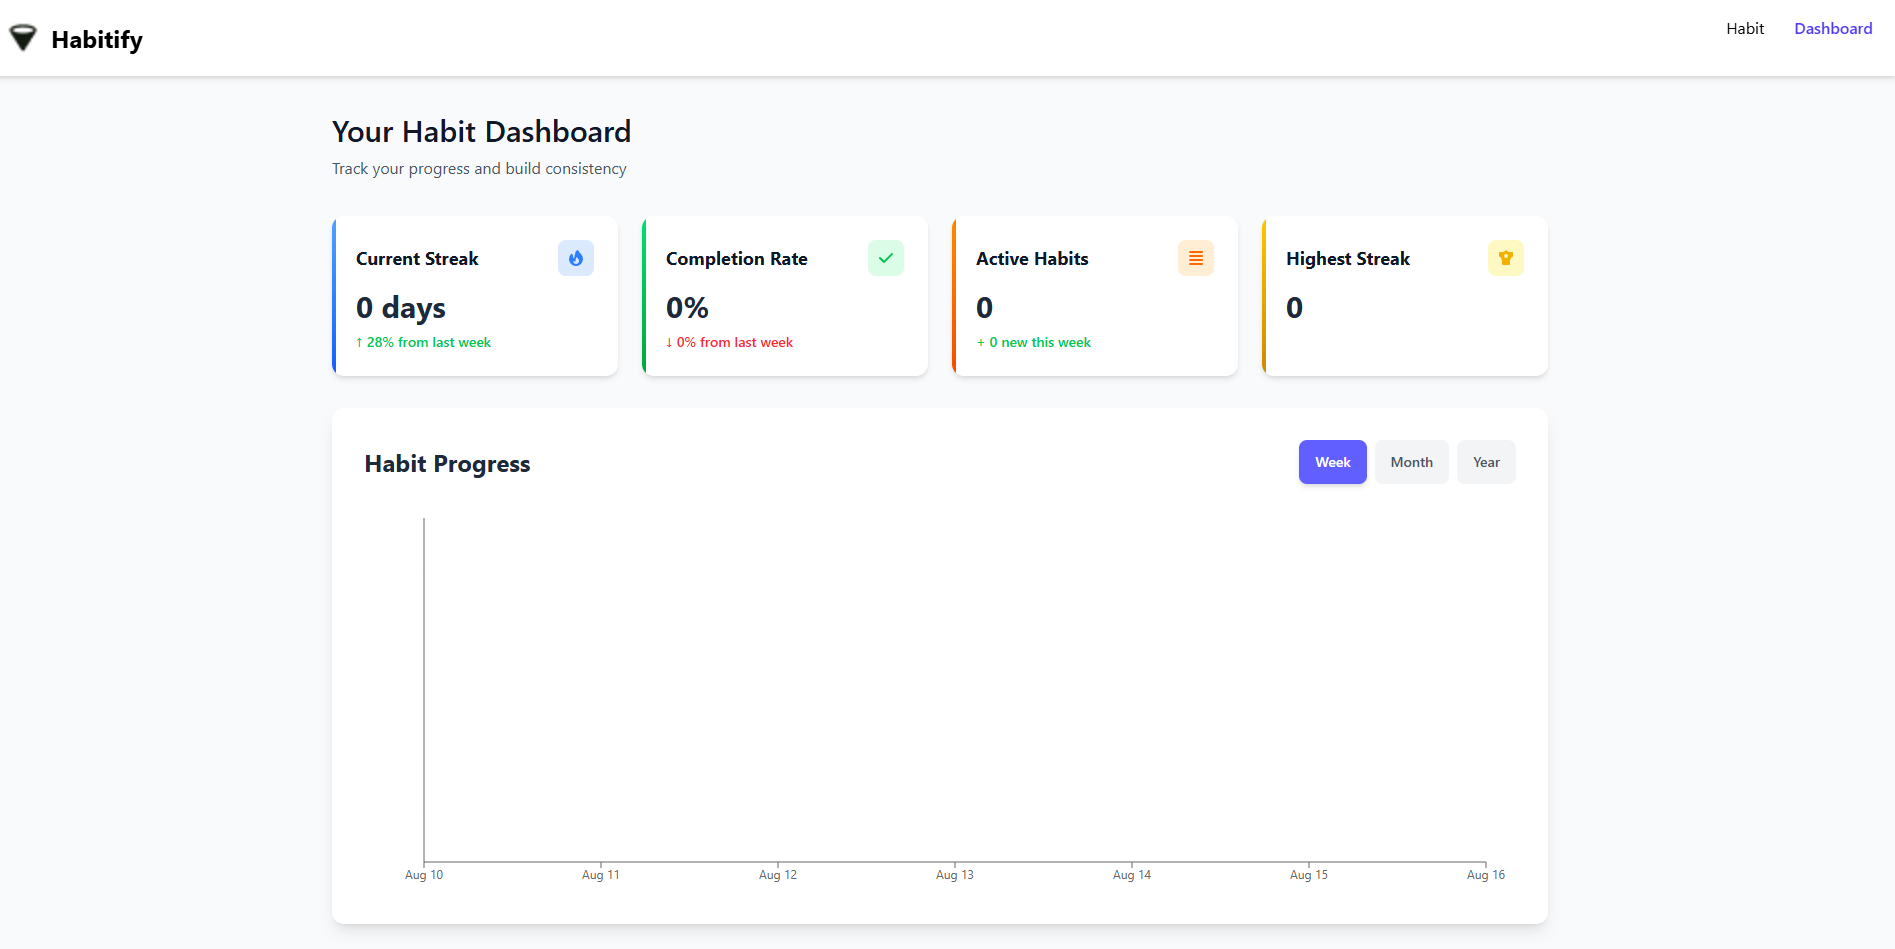 Habitify
Habit
Dashboard
Your Habit Dashboard
Track your progress and build consistency
Current Streak
0 days
↑ 28% from last week
Completion Rate
0%
↓ 0% from last week
Active Habits
0
+ 0 new this week
Highest Streak
0
Habit Progress
Week
Month
Year
Aug 10
Aug 11
Aug 12
Aug 13
Aug 14
Aug 15
Aug 16